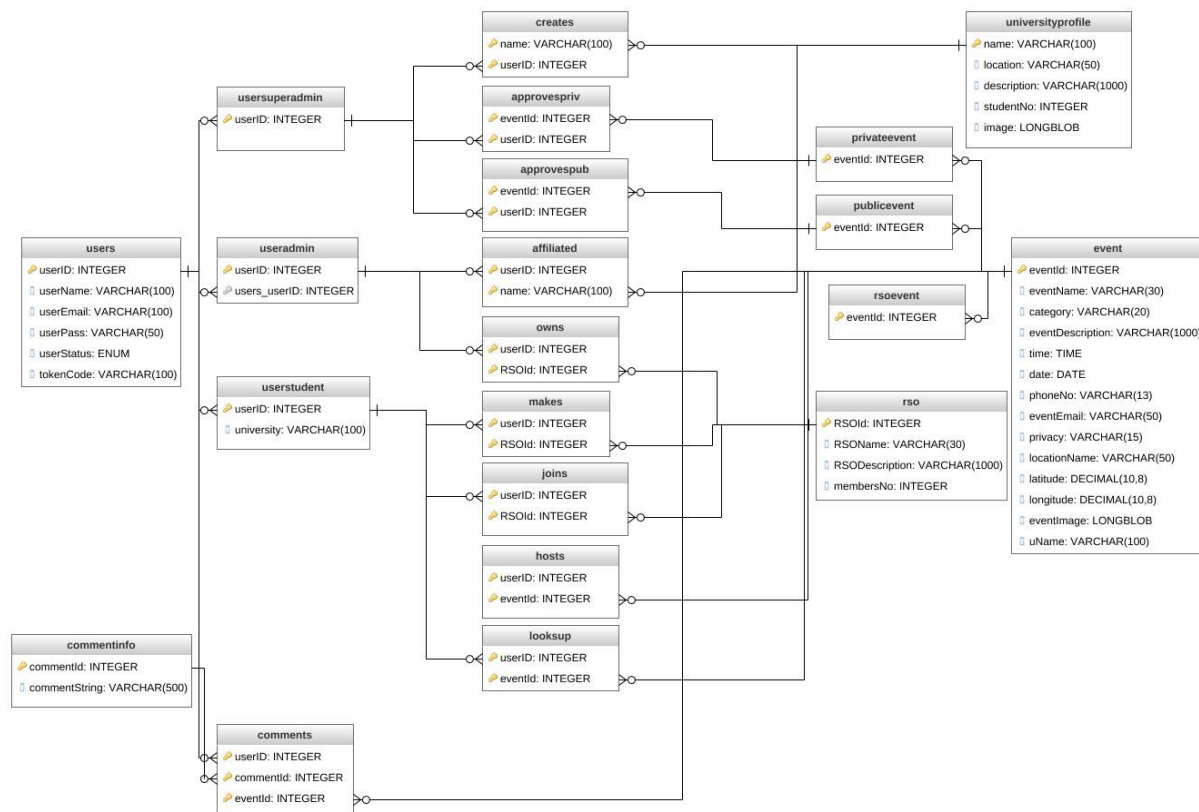 creates
name: VARCHAR(100)
userID: INTEGER
universityprofile
name: VARCHAR(100)
location: VARCHAR(50)
description: VARCHAR(1000)
studentNo: INTEGER
image: LONGBLOB
usersuperadmin
userID: INTEGER
approvespriv
eventId: INTEGER
userID: INTEGER
privateevent
eventId: INTEGER
approvespub
eventId: INTEGER
userID: INTEGER
publicevent
eventId: INTEGER
users
userID: INTEGER
userName: VARCHAR(100)
userEmail: VARCHAR(100)
userPass: VARCHAR(50)
userStatus: ENUM
tokenCode: VARCHAR(100)
useradmin
userID: INTEGER
users_userID: INTEGER
affiliated
userID: INTEGER
name: VARCHAR(100)
event
eventId: INTEGER
eventName: VARCHAR(30)
category: VARCHAR(20)
eventDescription: VARCHAR(1000)
time: TIME
date: DATE
phoneNo: VARCHAR(13)
eventEmail: VARCHAR(50)
privacy: VARCHAR(15)
locationName: VARCHAR(50)
latitude: DECIMAL(10,8)
longitude: DECIMAL(10,8)
eventImage: LONGBLOB
uName: VARCHAR(100)
rsoevent
eventId: INTEGER
owns
userID: INTEGER
RSOId: INTEGER
userstudent
userID: INTEGER
university: VARCHAR(100)
makes
userID: INTEGER
RSOId: INTEGER
rso
RSOId: INTEGER
RSOName: VARCHAR(30)
RSODescription: VARCHAR(1000)
membersNo: INTEGER
joins
userID: INTEGER
RSOId: INTEGER
hosts
userID: INTEGER
eventId: INTEGER
looksup
userID: INTEGER
eventId: INTEGER
commentinfo
commentId: INTEGER
commentString: VARCHAR(500)
comments
userID: INTEGER
commentId: INTEGER
eventId: INTEGER